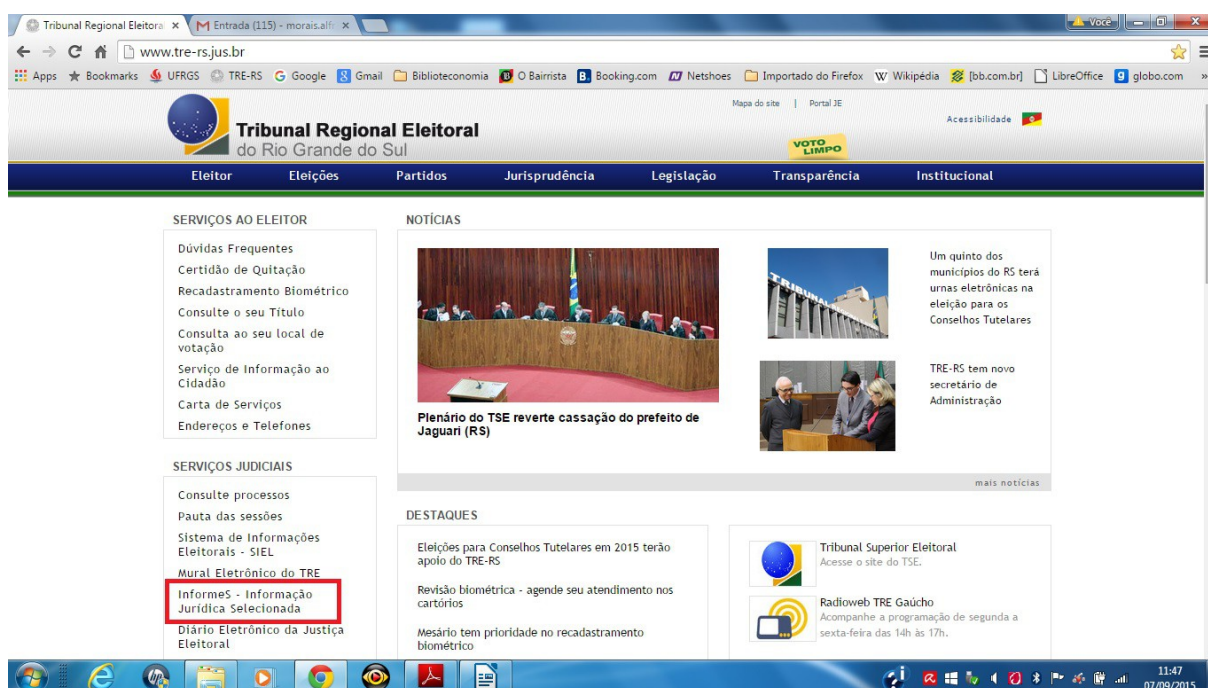 Tribunal Regional Eleitora
Entrada (115) - morais.alfr
Você
www.tre-rs.jus.br
Apps
Bookmarks
UFRGS
TRE-RS
Google
Gmail
Biblioteconomia
O Bairrista
Booking.com
Netshoes
Importado do Firefox
Wikipédia
[bb.com.br]
LibreOffice
globo.com
»
Mapa do site | Portal JE
Acessibilidade
Tribunal Regional Eleitoral
do Rio Grande do Sul
VOTO
LIMPO
Eleitor Eleições Partidos Jurisprudência Legislação Transparência Institucional
SERVIÇOS AO ELEITOR
Dúvidas Frequentes
Certidão de Quitação
Recadastramento Biométrico
Consulte o seu Título
Consulta ao seu local de
votação
Serviço de Informação ao
Cidadão
Carta de Serviços
Endereços e Telefones
SERVIÇOS JUDICIAIS
Consulte processos
Pauta das sessões
Sistema de Informações
Eleitorais - SIEL
Mural Eletrônico do TRE
InformeS - Informação
Jurídica Selecionada
Diário Eletrônico da Justiça
Eleitoral
NOTÍCIAS
Plenário do TSE reverte cassação do prefeito de
Jaguari (RS)
TRIBUNAL
Um quinto dos
municípios do RS terá
urnas eletrônicas na
eleição para os
Conselhos Tutelares
TRE-RS tem novo
secretário de
Administração
mais notícias
DESTAQUES
Eleições para Conselhos Tutelares em 2015 terão
apoio do TRE-RS
Revisão biométrica - agende seu atendimento nos
cartórios
Mesário tem prioridade no recadastramento
biométrico
Tribunal Superior Eleitoral
Acesse o site do TSE.
Radioweb TRE Gaúcho
Acompanhe a programação de segunda a
sexta-feira das 14h às 17h.
11:47
07/09/2015